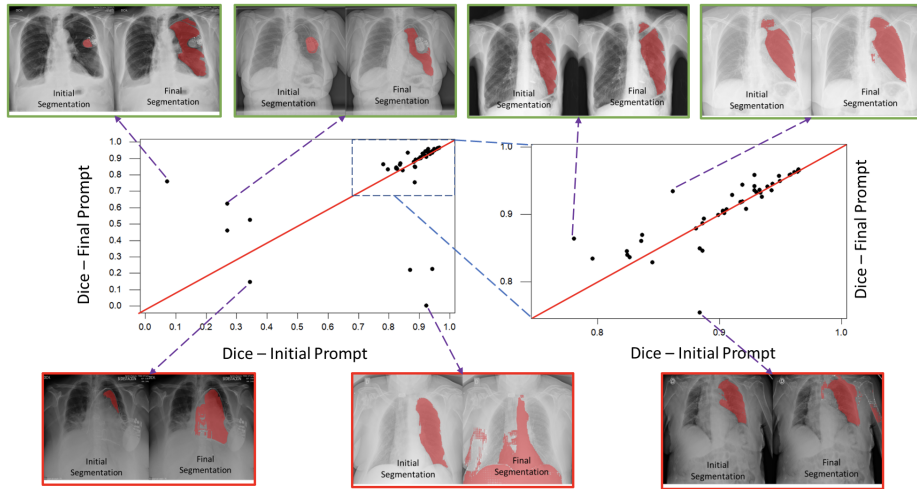 Initial
Segmentation
Final
Segmentation
Initial
Segmentation
Final
Segmentation
Initial
Segmentation
Final
Segmentation
Initial
Segmentation
Final
Segmentation
Dice – Final Prompt
1.0
0.9
0.8
0.7
0.6
0.5
0.4
0.3
0.2
0.1
0.0
0.0 0.1 0.2 0.3 0.4 0.5 0.6 0.7 0.8 0.9 1.0
Dice – Initial Prompt
1.0
0.9
0.8
0.8 0.9 1.0
Dice – Initial Prompt
Dice – Final Prompt
Initial
Segmentation
Final
Segmentation
Initial
Segmentation
Final
Segmentation
Initial
Segmentation
Final
Segmentation